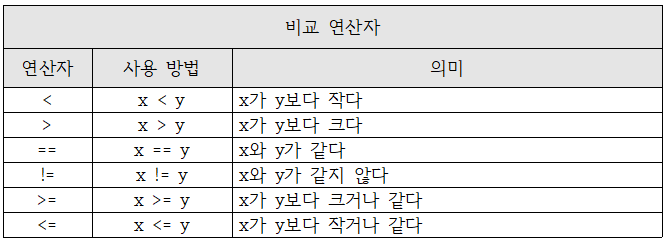 비교 연산자
연산자 사용 방법 의미
< x < y x가 y보다 작다
> x > y x가 y보다 크다
== x == y x와 y가 같다
!= x != y x와 y가 같지 않다
>= x >= y x가 y보다 크거나 같다
<= x <= y x가 y보다 작거나 같다